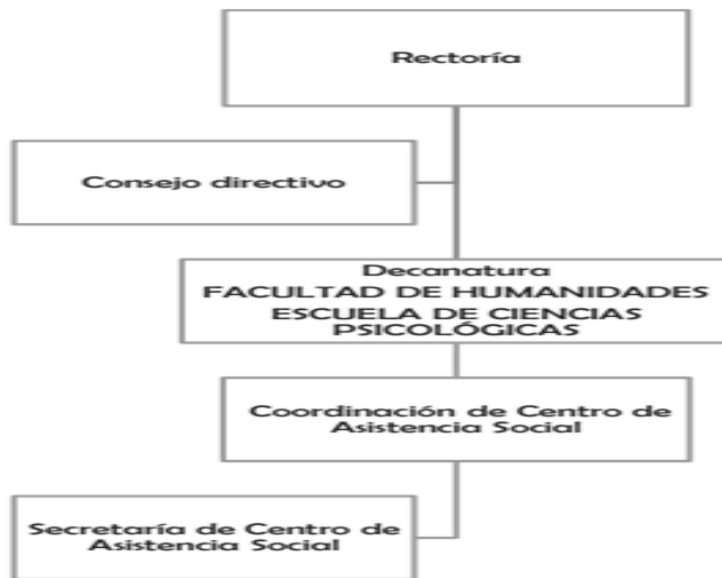 Rectoría
Consejo directivo
Decanatura
FACULTAD DE HUMANIDADES
ESCUELA DE CIENCIAS
PSICOLÓGICAS
Coordinación de Centro de
Asistencia Social
Secretaría de Centro de
Asistencia Social